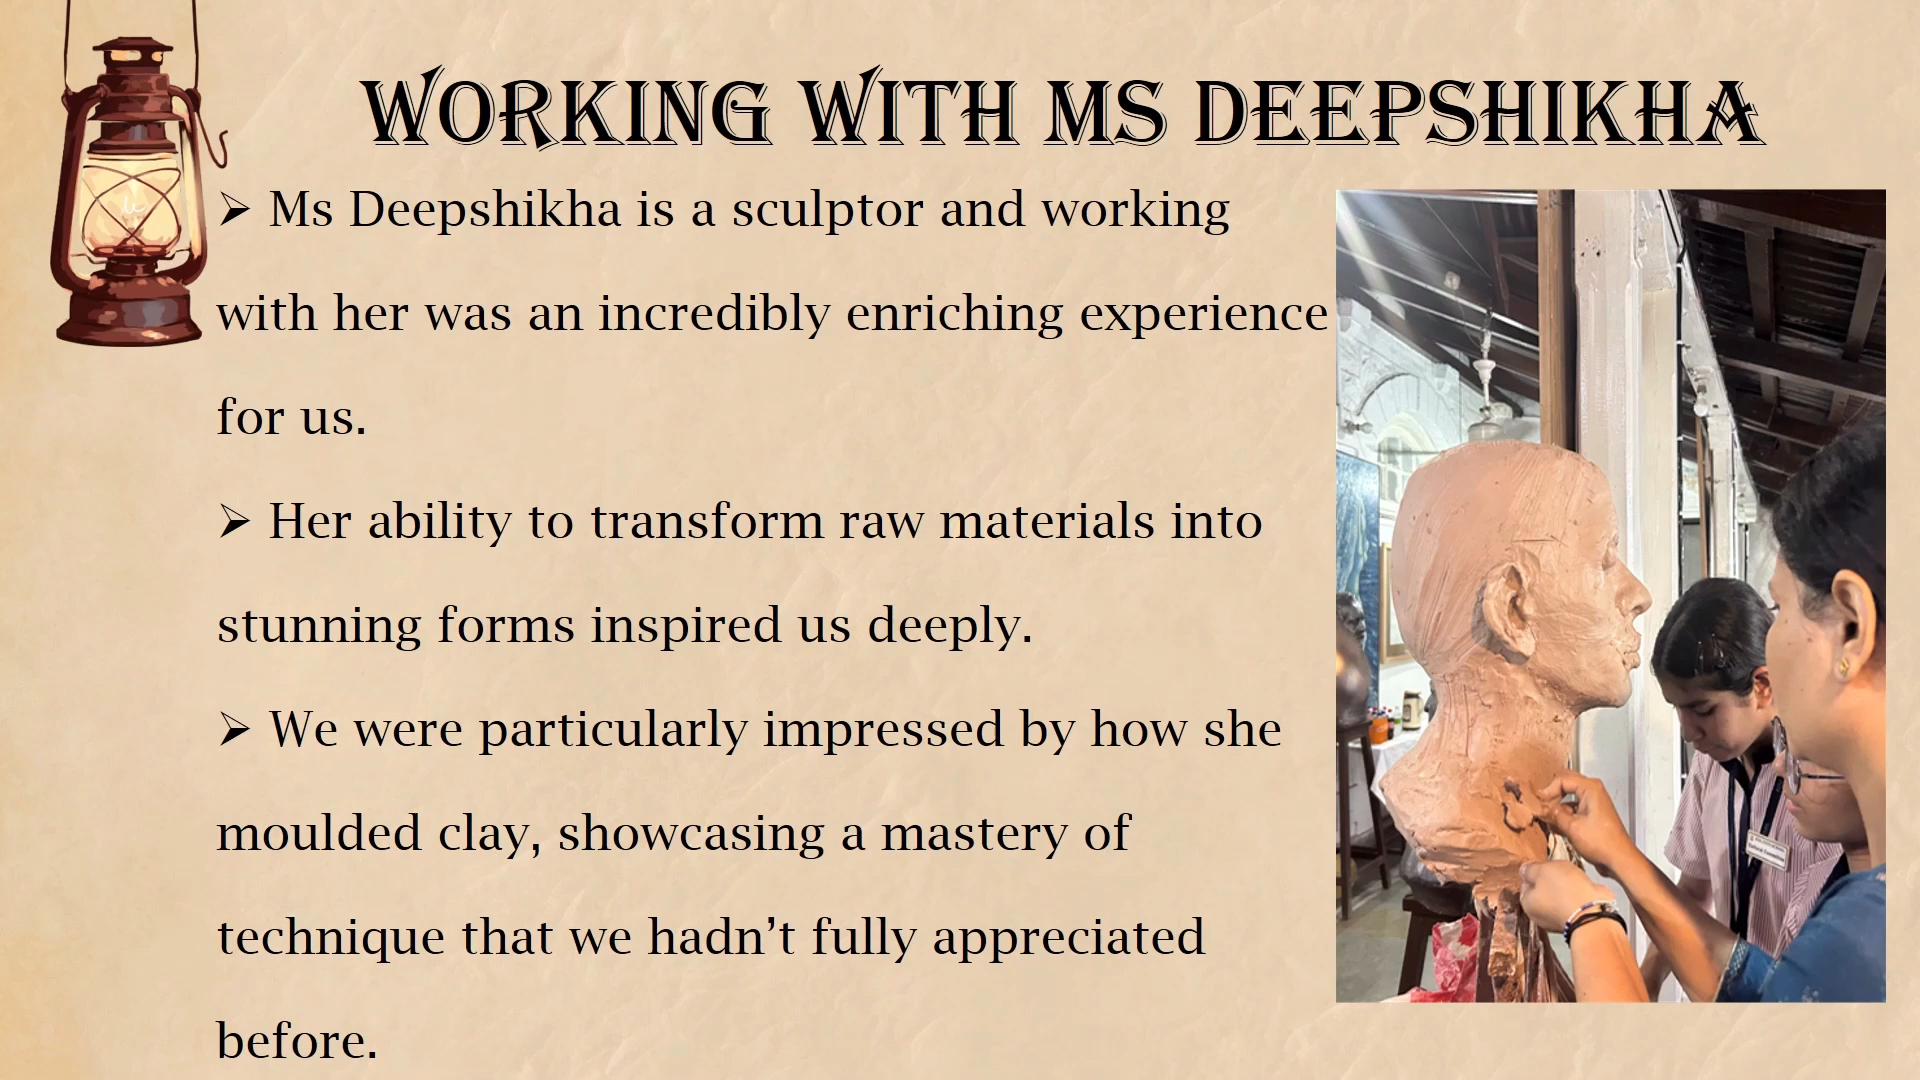 WORKING WITH MS DEEPSHIKHA
➢ Ms Deepshikha is a sculptor and working
with her was an incredibly enriching experience
for us.
➢ Her ability to transform raw materials into
stunning forms inspired us deeply.
➢ We were particularly impressed by how she
moulded clay, showcasing a mastery of
technique that we hadn’t fully appreciated
before.